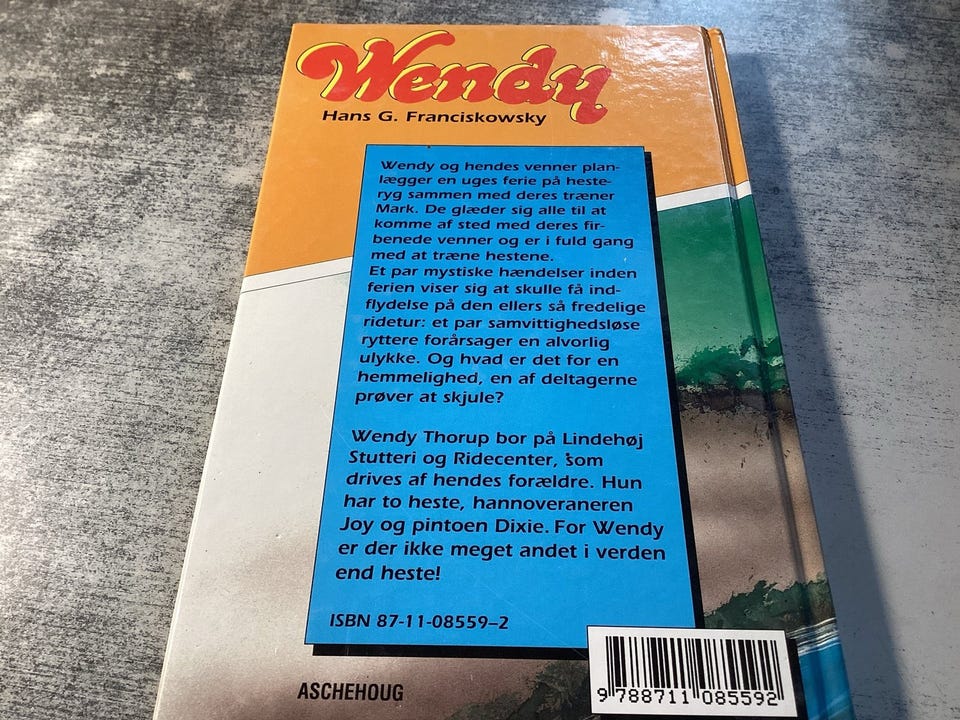 Wendy
Hans G. Franciskowsky
Wendy og hendes venner plan-
lægger en uges ferie på heste-
ryg sammen med deres træner
Mark. De glæder sig alle til at
komme af sted med deres fir-
benede venner og er i fuld gang
med at træne hestene.
Et par mystiske hændelser inden
ferien viser sig at skulle få ind-
flydelse på den ellers så fredelige
ridetur: et par samvittighedsløse
ryttere forårsager en alvorlig
ulykke. Og hvad er det for en
hemmelighed, en af deltagerne
prøver at skjule?
Wendy Thorup bor på Lindehøj
Stutteri og Ridecenter, som
drives af hendes forældre. Hun
har to heste, hannoveraneren
Joy og pintoen Dixie. For Wendy
er der ikke meget andet i verden
end heste!
ISBN 87-11-08559-2
ASCHEHOUG
9 788711 085592